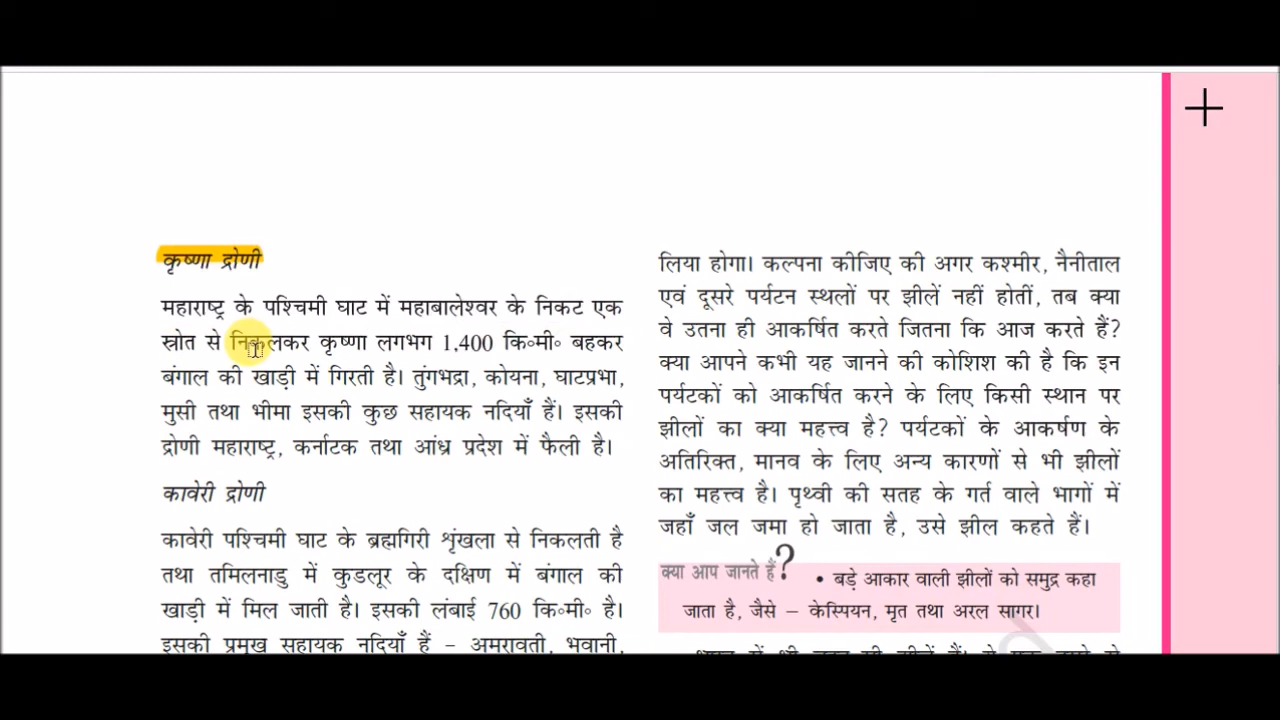 कृष्णा द्रोणी
महाराष्ट्र के पश्चिमी घाट में महाबालेश्वर के निकट एक
स्रोत से निकलकर कृष्णा लगभग 1,400 कि॰मी॰ बहकर
बंगाल की खाड़ी में गिरती है। तुंगभद्रा, कोयना, घाटप्रभा,
मुसी तथा भीमा इसकी कुछ सहायक नदियाँ हैं। इसकी
द्रोणी महाराष्ट्र, कर्नाटक तथा आंध्र प्रदेश में फैली है।
कावेरी द्रोणी
कावेरी पश्चिमी घाट के ब्रह्मगिरी शृंखला से निकलती है
तथा तमिलनाडु में कुडलूर के दक्षिण में बंगाल की
खाड़ी में मिल जाती है। इसकी लंबाई 760 कि॰मी॰ है।
इसकी प्रमुख सहायक नदियाँ हैं – अमरावती, भवानी,
लिया होगा। कल्पना कीजिए की अगर कश्मीर, नैनीताल
एवं दूसरे पर्यटन स्थलों पर झीलें नहीं होतीं, तब क्या
वे उतना ही आकर्षित करते जितना कि आज करते हैं?
क्या आपने कभी यह जानने की कोशिश की है कि इन
पर्यटकों को आकर्षित करने के लिए किसी स्थान पर
झीलों का क्या महत्त्व है? पर्यटकों के आकर्षण के
अतिरिक्त, मानव के लिए अन्य कारणों से भी झीलों
का महत्त्व है। पृथ्वी की सतह के गर्त वाले भागों में
जहाँ जल जमा हो जाता है, उसे झील कहते हैं।
क्या आप जानते हैं? • बड़े आकार वाली झीलों को समुद्र कहा
जाता है, जैसे – केस्पियन, मृत तथा अरल सागर।